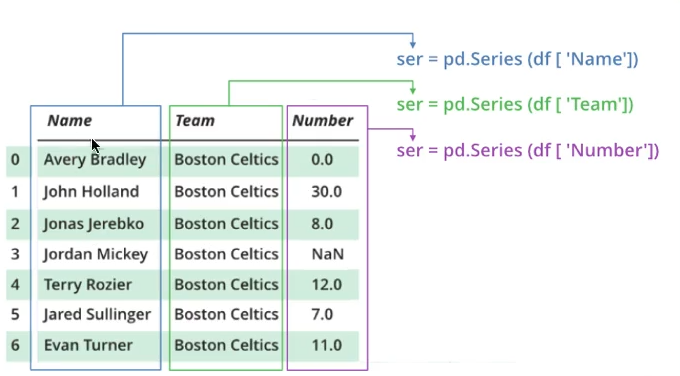 ser = pd.Series (df [ 'Name'])
ser = pd.Series (df [ 'Team'])
ser = pd.Series (df [ 'Number'])
Name Team Number
0 Avery Bradley Boston Celtics 0.0
1 John Holland Boston Celtics 30.0
2 Jonas Jerebko Boston Celtics 8.0
3 Jordan Mickey Boston Celtics NaN
4 Terry Rozier Boston Celtics 12.0
5 Jared Sullinger Boston Celtics 7.0
6 Evan Turner Boston Celtics 11.0